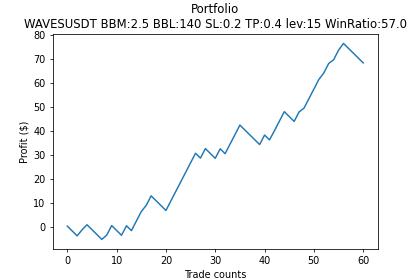 Portfolio
WAVESUSDT BBM:2.5 BBL:140 SL:0.2 TP:0.4 lev:15 WinRatio:57.0
80
70
60
50
40
30
20
10
0
Profit ($)
0 10 20 30 40 50 60
Trade counts